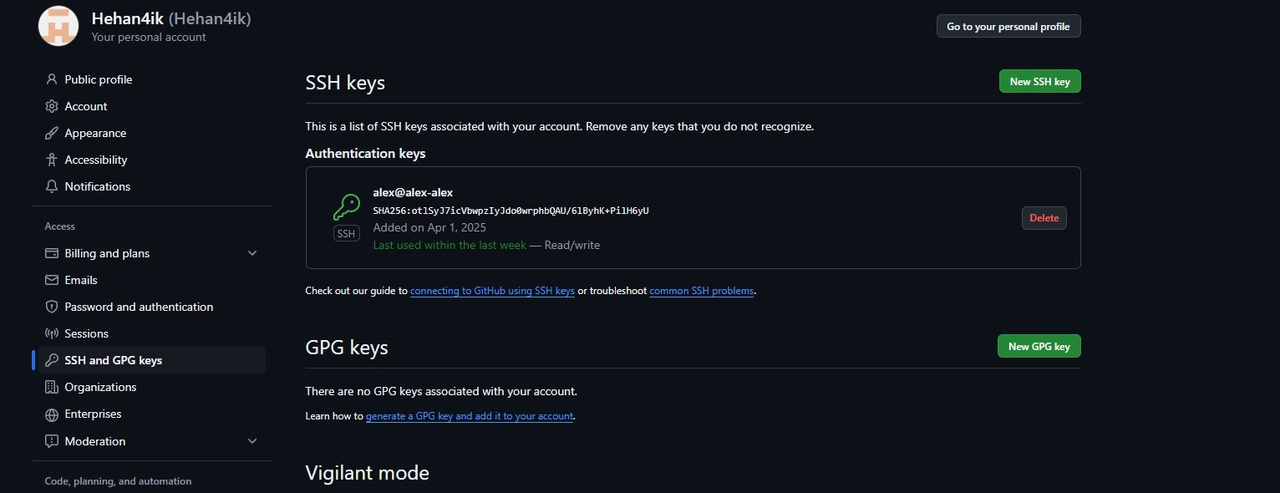 Hehan4ik (Hehan4ik)
Your personal account
Go to your personal profile
Public profile
Account
Appearance
Accessibility
Notifications
Access
Billing and plans
Emails
Password and authentication
Sessions
SSH and GPG keys
Organizations
Enterprises
Moderation
Code, planning, and automation
SSH keys
New SSH key
This is a list of SSH keys associated with your account. Remove any keys that you do not recognize.
Authentication keys
alex@alex-alex
SHA256:otlSyJ7icVbwpzIyJdo0wrphbQAU/6lByhK+PilH6yU
Added on Apr 1, 2025
Last used within the last week — Read/write
SSH
Delete
Check out our guide to connecting to GitHub using SSH keys or troubleshoot common SSH problems.
GPG keys
New GPG key
There are no GPG keys associated with your account.
Learn how to generate a GPG key and add it to your account.
Vigilant mode